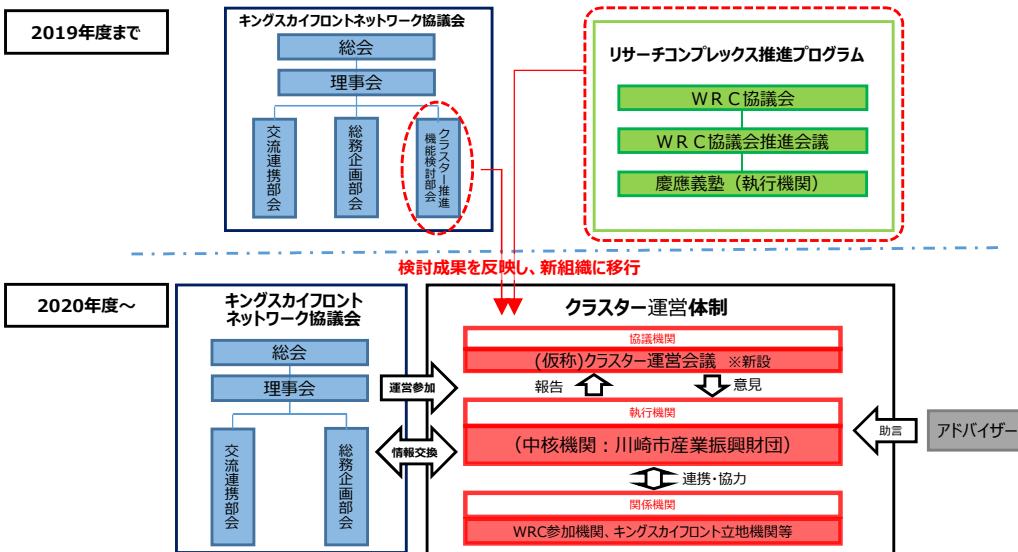 2019年度まで
キングスカイフロントネットワーク協議会
総会
理事会
交流連携部会
総務企画部会
クラスター推進
機能検討部会
リサーチコンプレックス推進プログラム
ＷＲＣ協議会
ＷＲＣ協議会推進会議
慶應義塾（執行機関）
検討成果を反映し、新組織に移行
2020年度～
キングスカイフロント
ネットワーク協議会
総会
理事会
交流連携部会
総務企画部会
運営参加
情報交換
クラスター運営体制
協議機関
(仮称)クラスター運営会議 ※新設
報告
意見
執行機関
（中核機関：川崎市産業振興財団）
連携・協力
関係機関
WRC参加機関、キングスカイフロント立地機関等
助言
アドバイザー